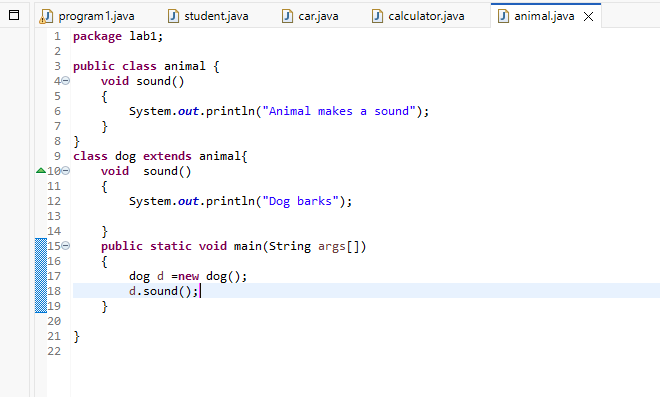 program1.java student.java car.java calculator.java animal.java
1 package lab1;
2
3 public class animal {
4 void sound()
5 {
6 System.out.println("Animal makes a sound");
7 }
8 }
9 class dog extends animal{
10 void  sound()
11 {
12 System.out.println("Dog barks");
13
14 }
15 public static void main(String args[])
16 {
17 dog d =new dog();
18 d.sound();
19 }
20
21 }
22